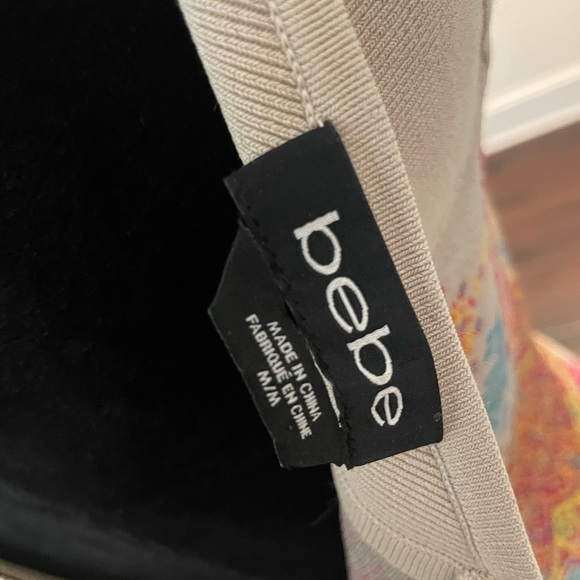 bebe
MADE IN CHINA
FABRIQUÉ EN CHINE
M/M